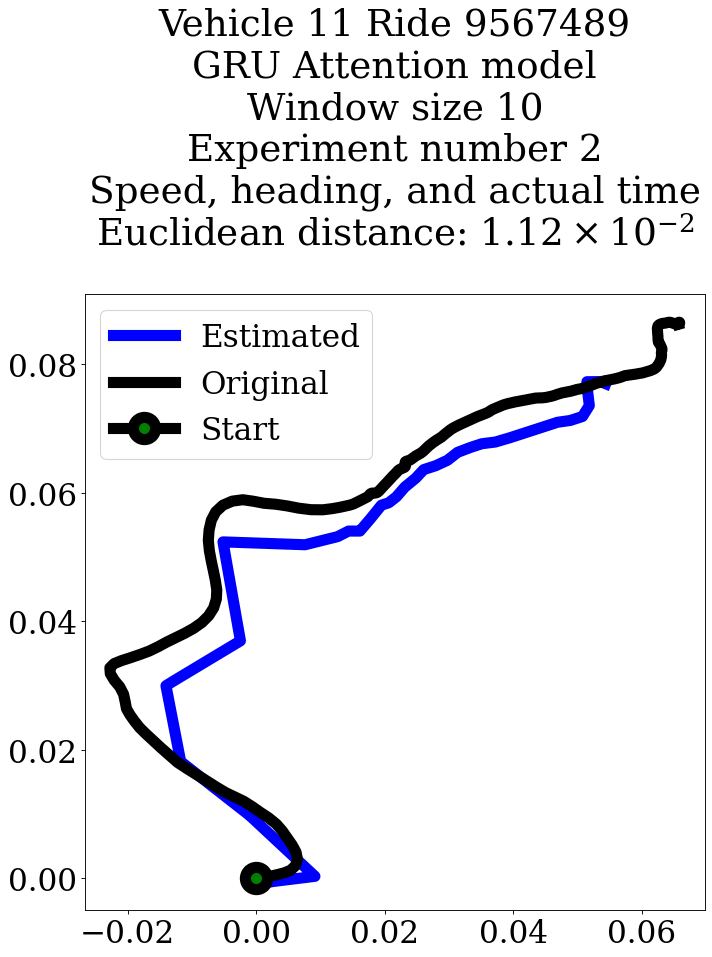 Vehicle 11 Ride 9567489
GRU Attention model
Window size 10
Experiment number 2
Speed, heading, and actual time
Euclidean distance: 1.12 × 10⁻²
Estimated
Original
Start
0.08
0.06
0.04
0.02
0.00
−0.02 0.00 0.02 0.04 0.06